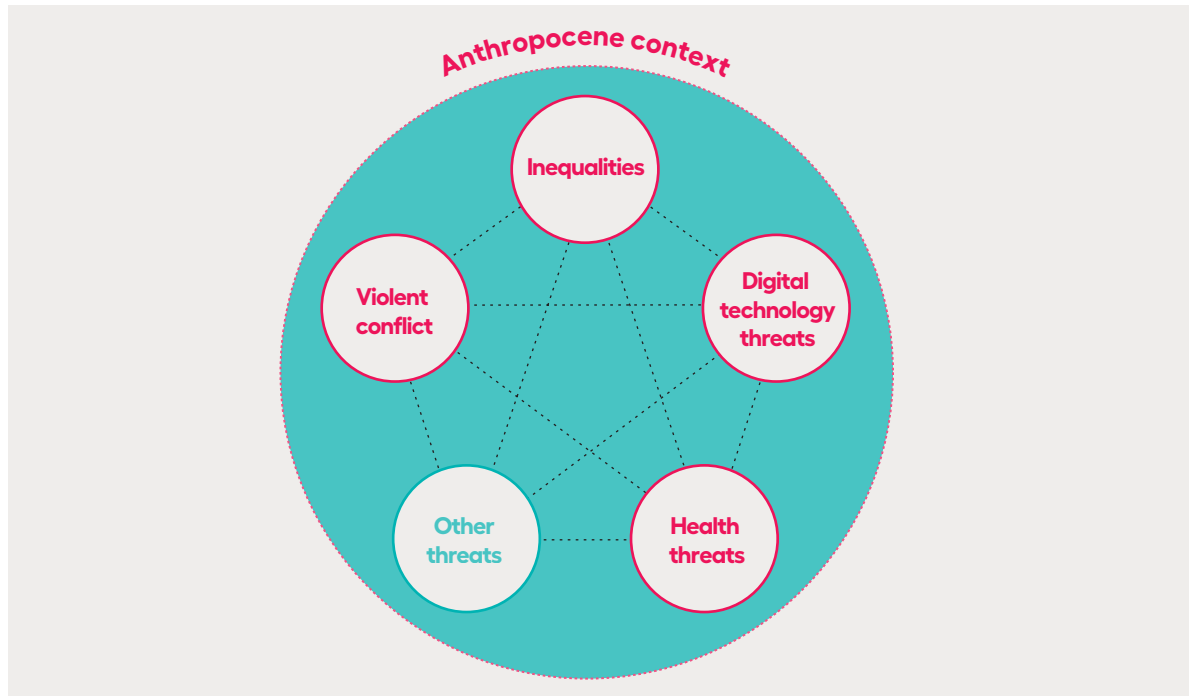 Anthropocene context
Inequalities
Violent
conflict
Digital
technology
threats
Other
threats
Health
threats